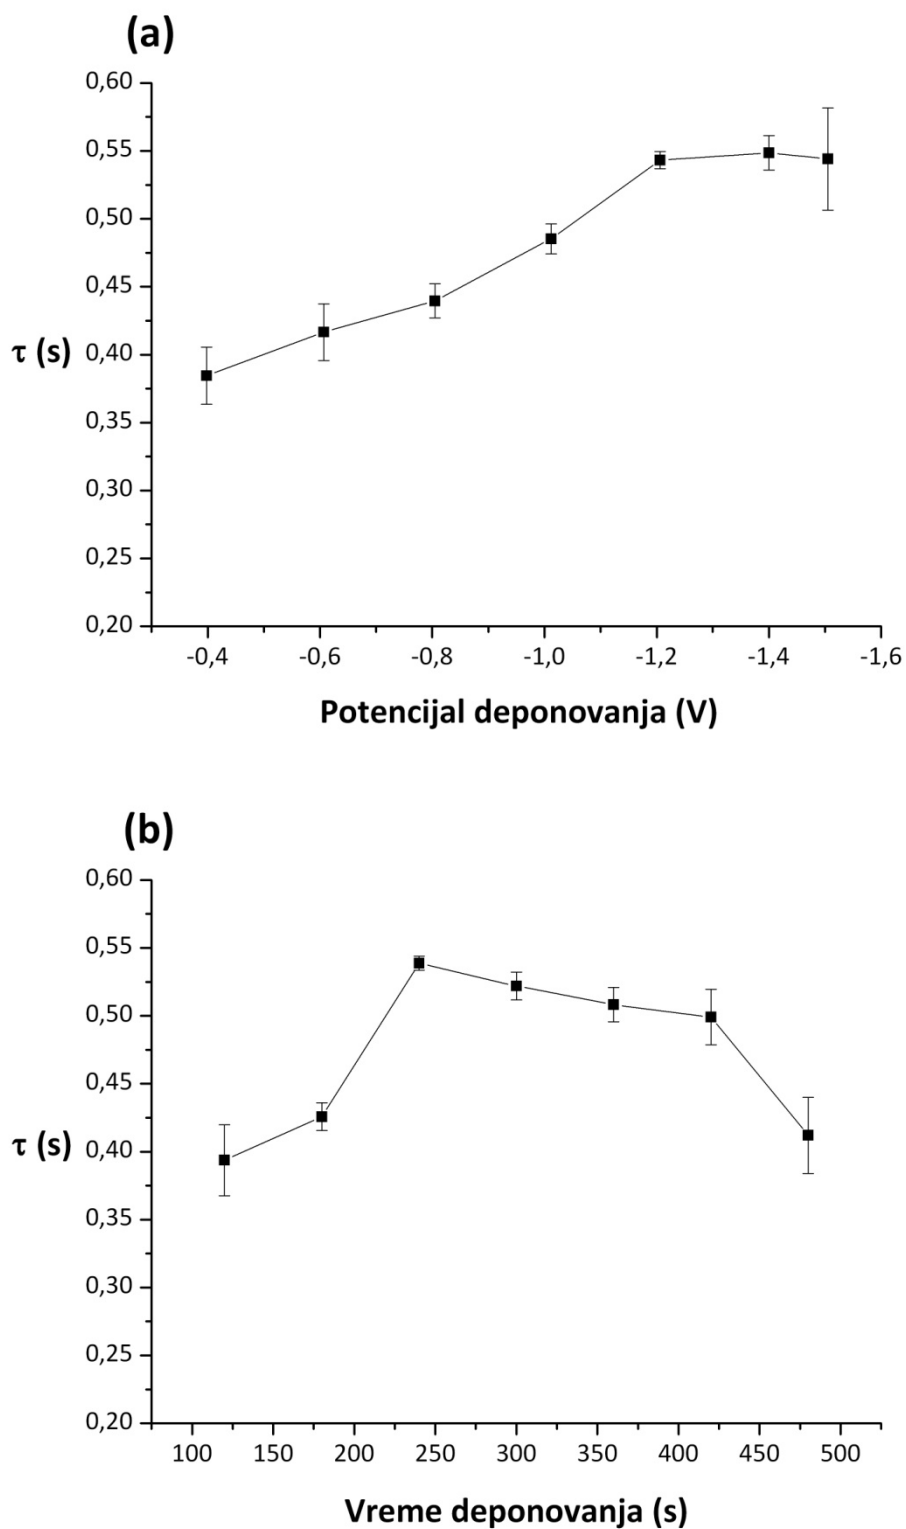 (a)
0,60
0,55
0,50
0,45
0,40
τ (s)
0,35
0,30
0,25
0,20
-0,4 -0,6 -0,8 -1,0 -1,2 -1,4 -1,6
Potencijal deponovanja (V)
(b)
0,60
0,55
0,50
0,45
0,40
τ (s)
0,35
0,30
0,25
0,20
100 150 200 250 300 350 400 450 500
Vreme deponovanja (s)